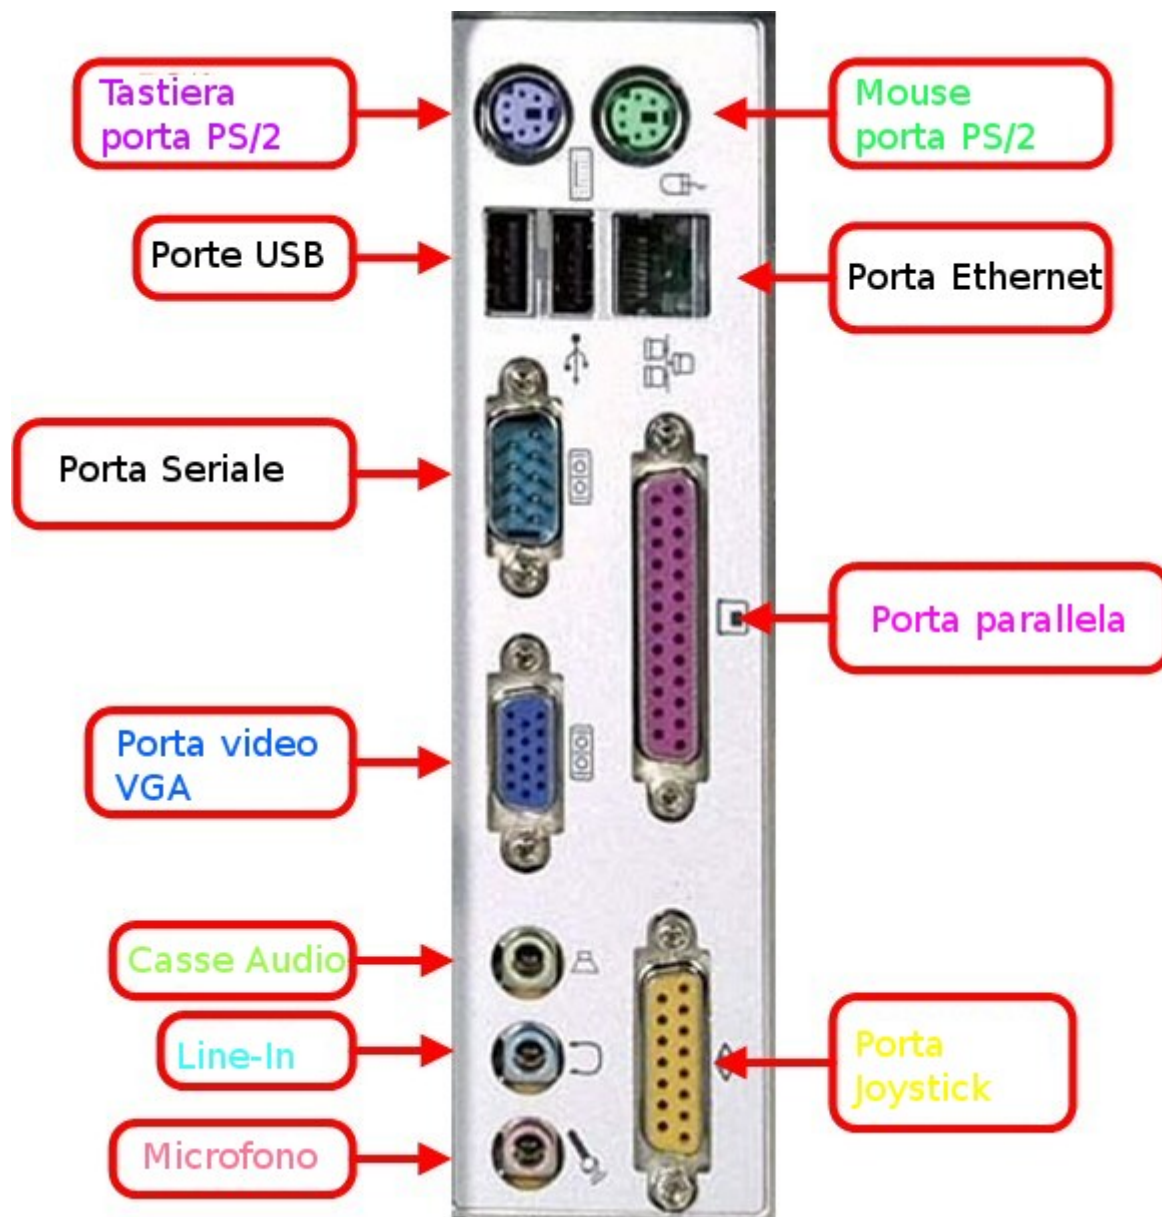 Tastiera
porta PS/2
Mouse
porta PS/2
Porte USB
Porta Ethernet
Porta Seriale
Porta parallela
Porta video
VGA
Casse Audio
Line-In
Porta
Joystick
Microfono